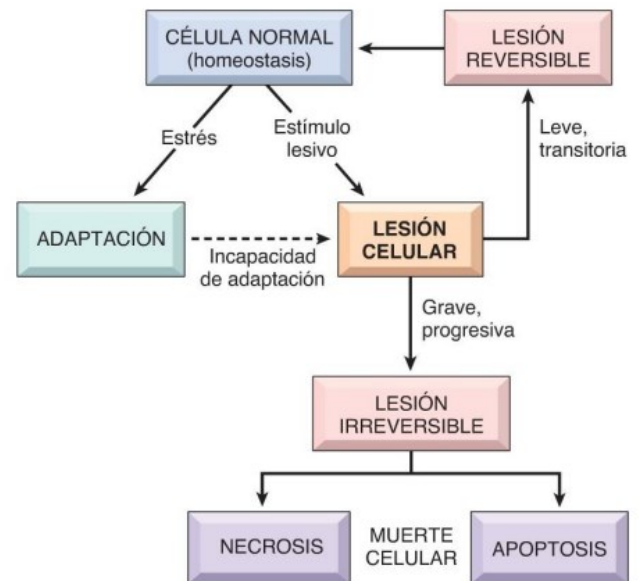 CÉLULA NORMAL
(homeostasis)
LESIÓN
REVERSIBLE
Estrés
Estímulo
lesivo
Leve,
transitoria
ADAPTACIÓN
Incapacidad
de adaptación
LESIÓN
CELULAR
Grave,
progresiva
LESIÓN
IRREVERSIBLE
NECROSIS
MUERTE
CELULAR
APOPTOSIS